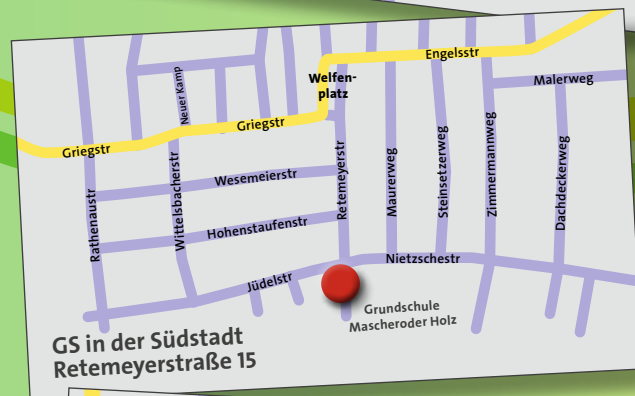 Engelsstr
Welfen-
platz
Malerweg
Neuer Kamp
Griegstr
Griegstr
Wesemeierstr
Hohenstaufenstr
Rathenaustr
Wittelsbacherstr
Retemeyerstr
Maurerweg
Steinsetzerweg
Zimmermannweg
Dachdeckerweg
Nietzschestr
Jüdelstr
Grundschule
Mascheroder Holz
GS in der Südstadt
Retemeyerstraße 15